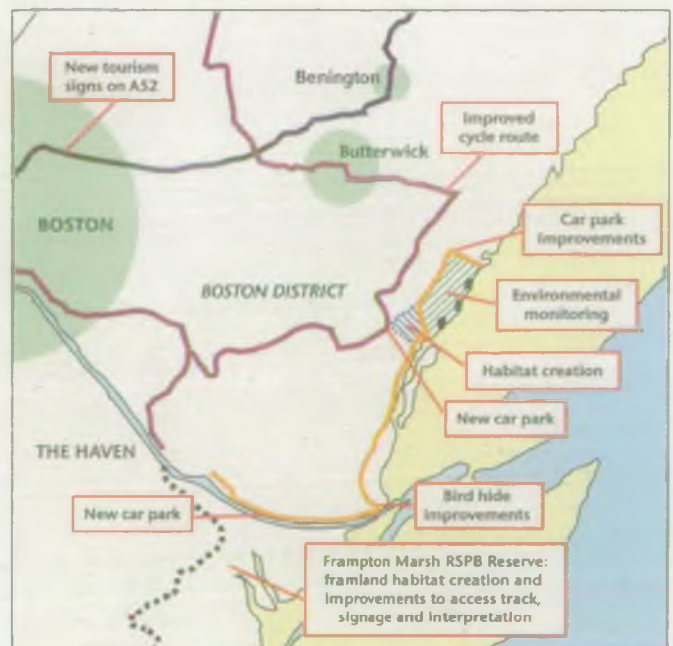 New tourism
signs on A52
Benington
Improved
cycle route
Butterwick
BOSTON
Car park
improvements
BOSTON DISTRICT
Environmental
monitoring
Habitat creation
New car park
THE HAVEN
Bird hide
improvements
New car park
Frampton Marsh RSPB Reserve:
framland habitat creation and
improvements to access track,
signage and interpretation